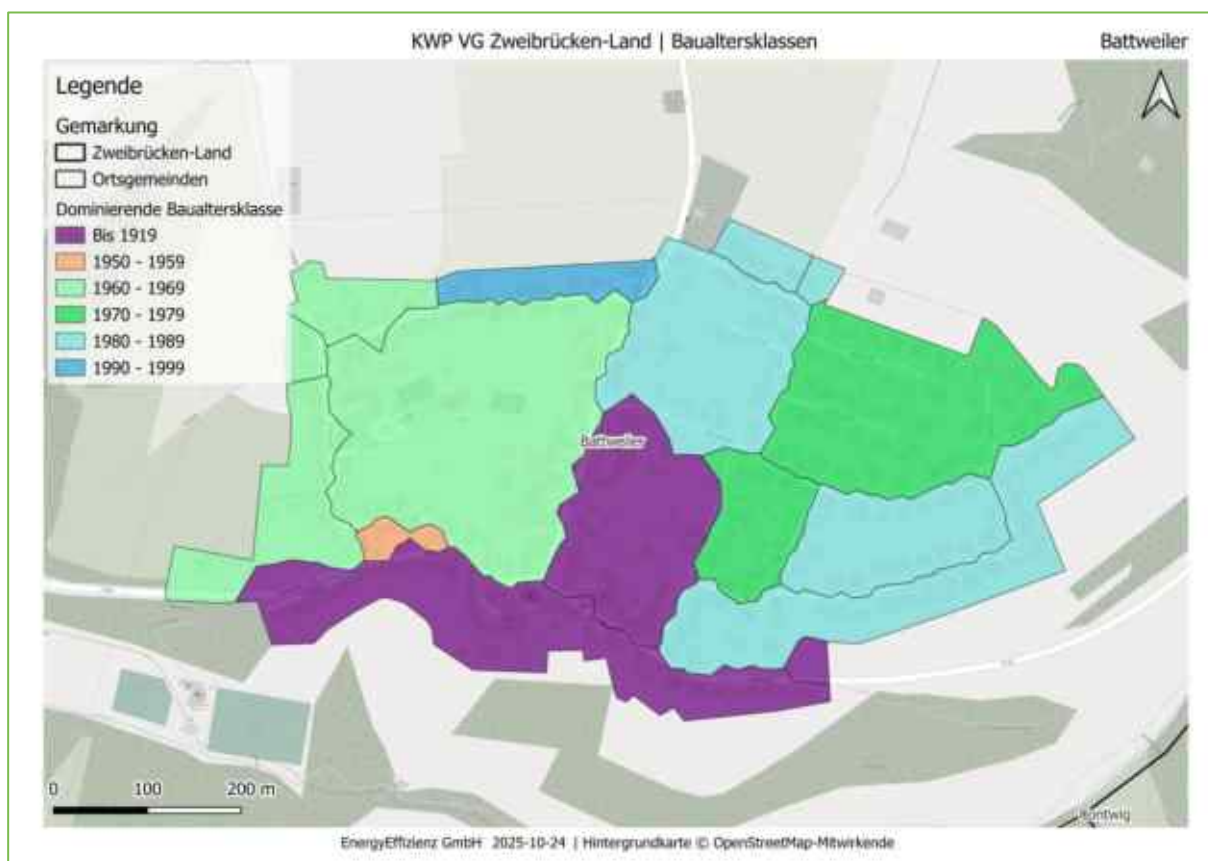 KWP VG Zweibrücken-Land | Baualtersklassen
Battweiler
Legende
Gemarkung
Zweibrücken-Land
Ortsgemeinden
Dominierende Baualtersklasse
Bis 1919
1950 - 1959
1960 - 1969
1970 - 1979
1980 - 1989
1990 - 1999
Battweiler
0 100 200 m
EnergyEffizienz GmbH 2025-10-24 | Hintergrundkarte © OpenStreetMap-Mitwirkende